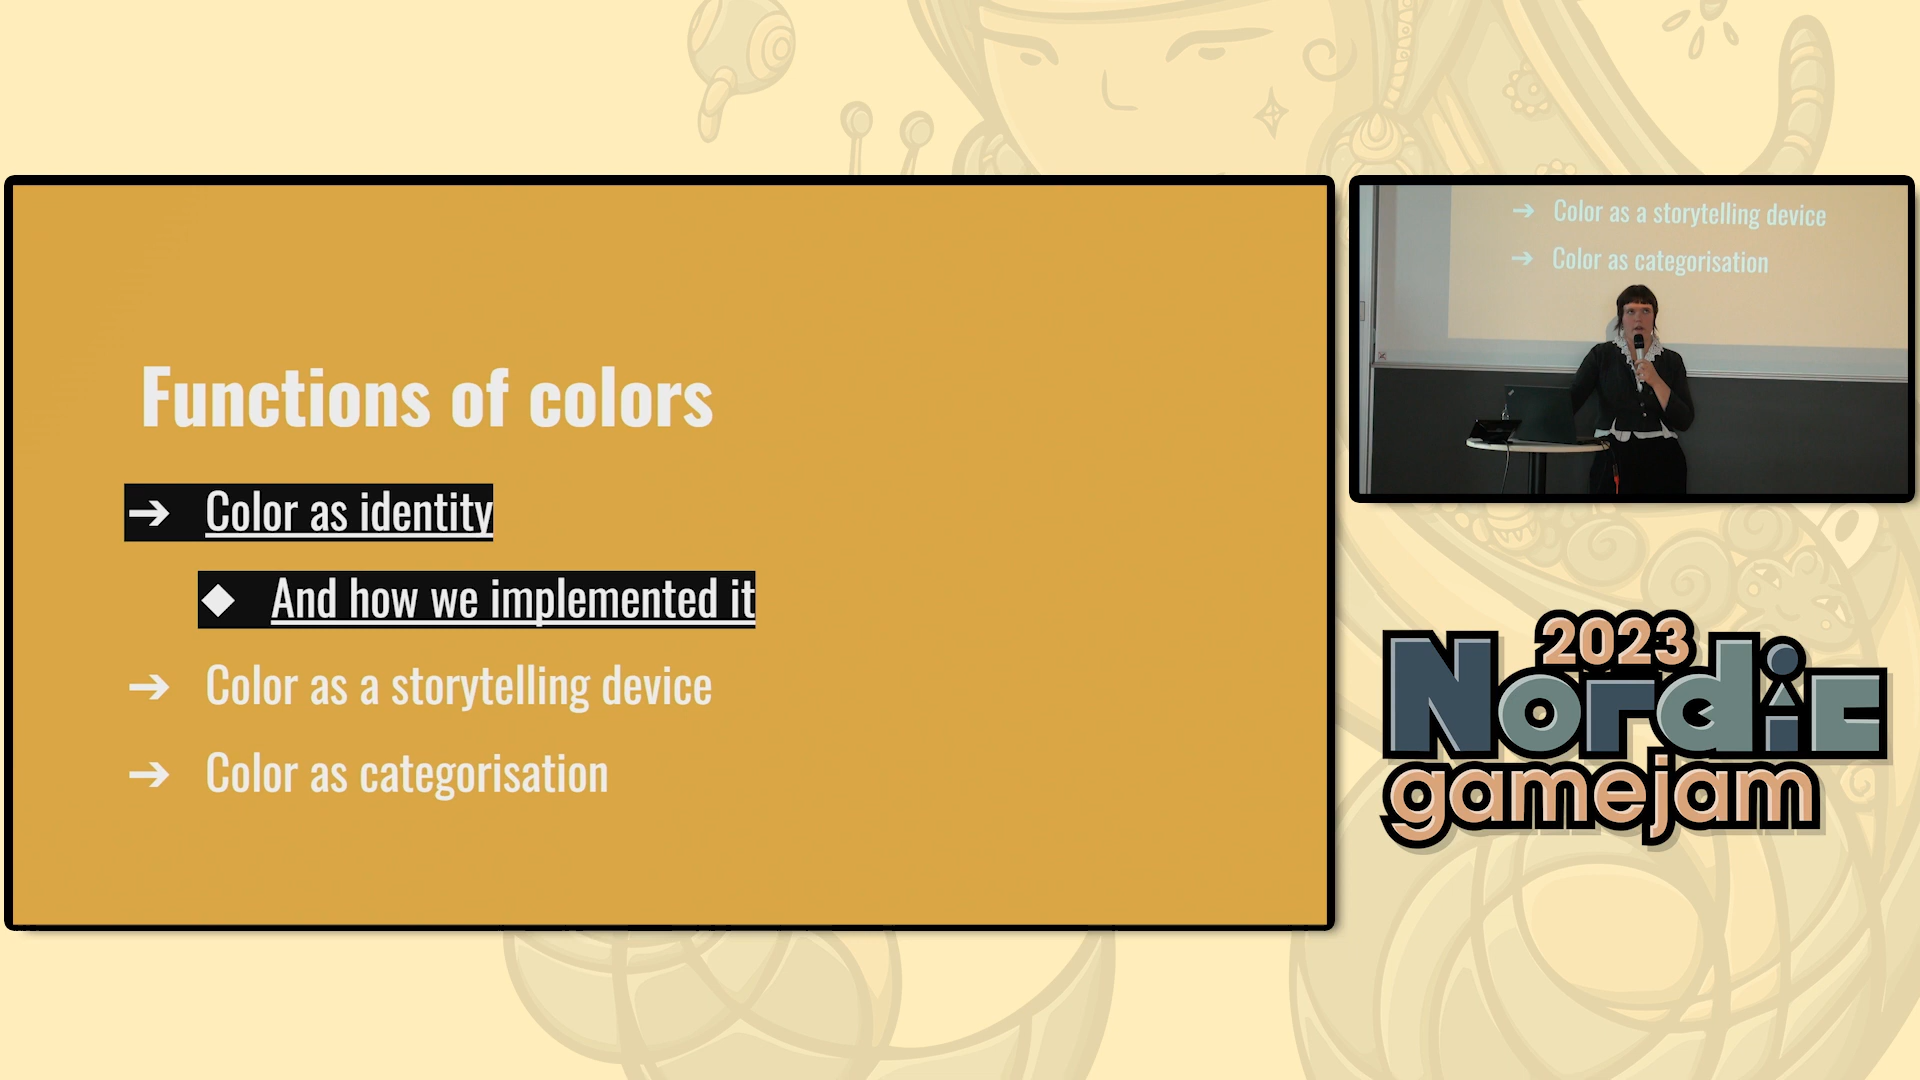 Functions of colors
➔ Color as identity
◆ And how we implemented it
➔ Color as a storytelling device
➔ Color as categorisation
➔ Color as a storytelling device
➔ Color as categorisation
2023
Nordic
gamejam